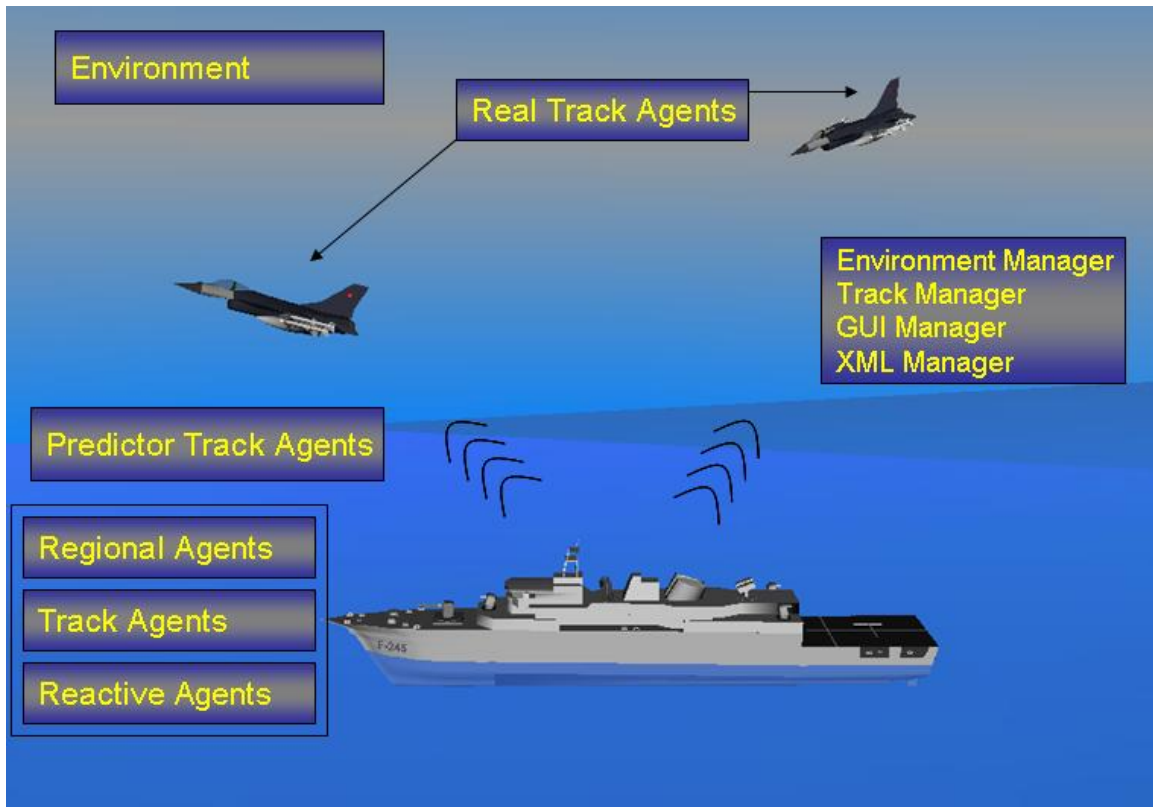 Environment
Real Track Agents
Environment Manager
Track Manager
GUI Manager
XML Manager
Predictor Track Agents
Regional Agents
Track Agents
Reactive Agents
F-245